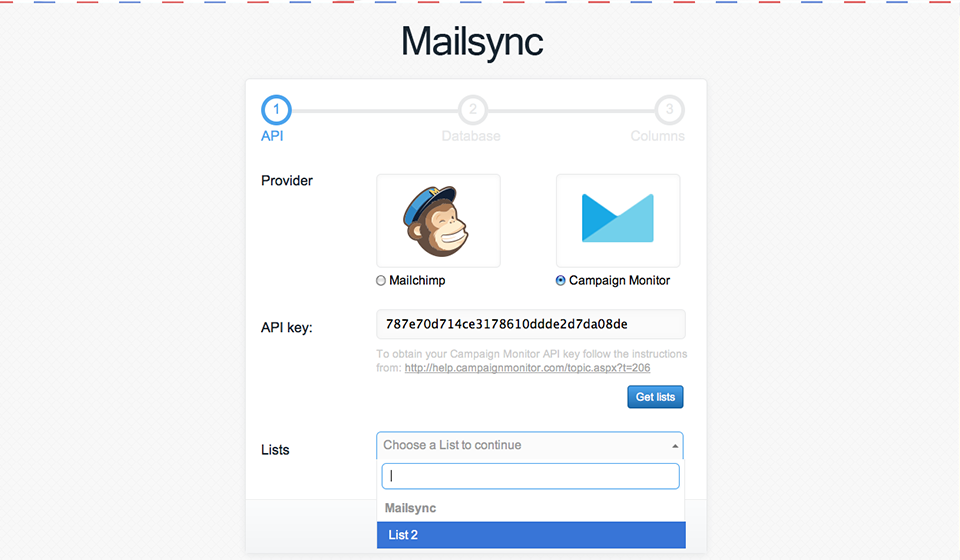 Mailsync
1 2 3
API Database Columns
Provider
Mailchimp Campaign Monitor
API key: 787e70d714ce3178610ddde2d7da08de
To obtain your Campaign Monitor API key follow the instructions
from: http://help.campaignmonitor.com/topic.aspx?t=206
Get lists
Lists Choose a List to continue
Mailsync
List 2